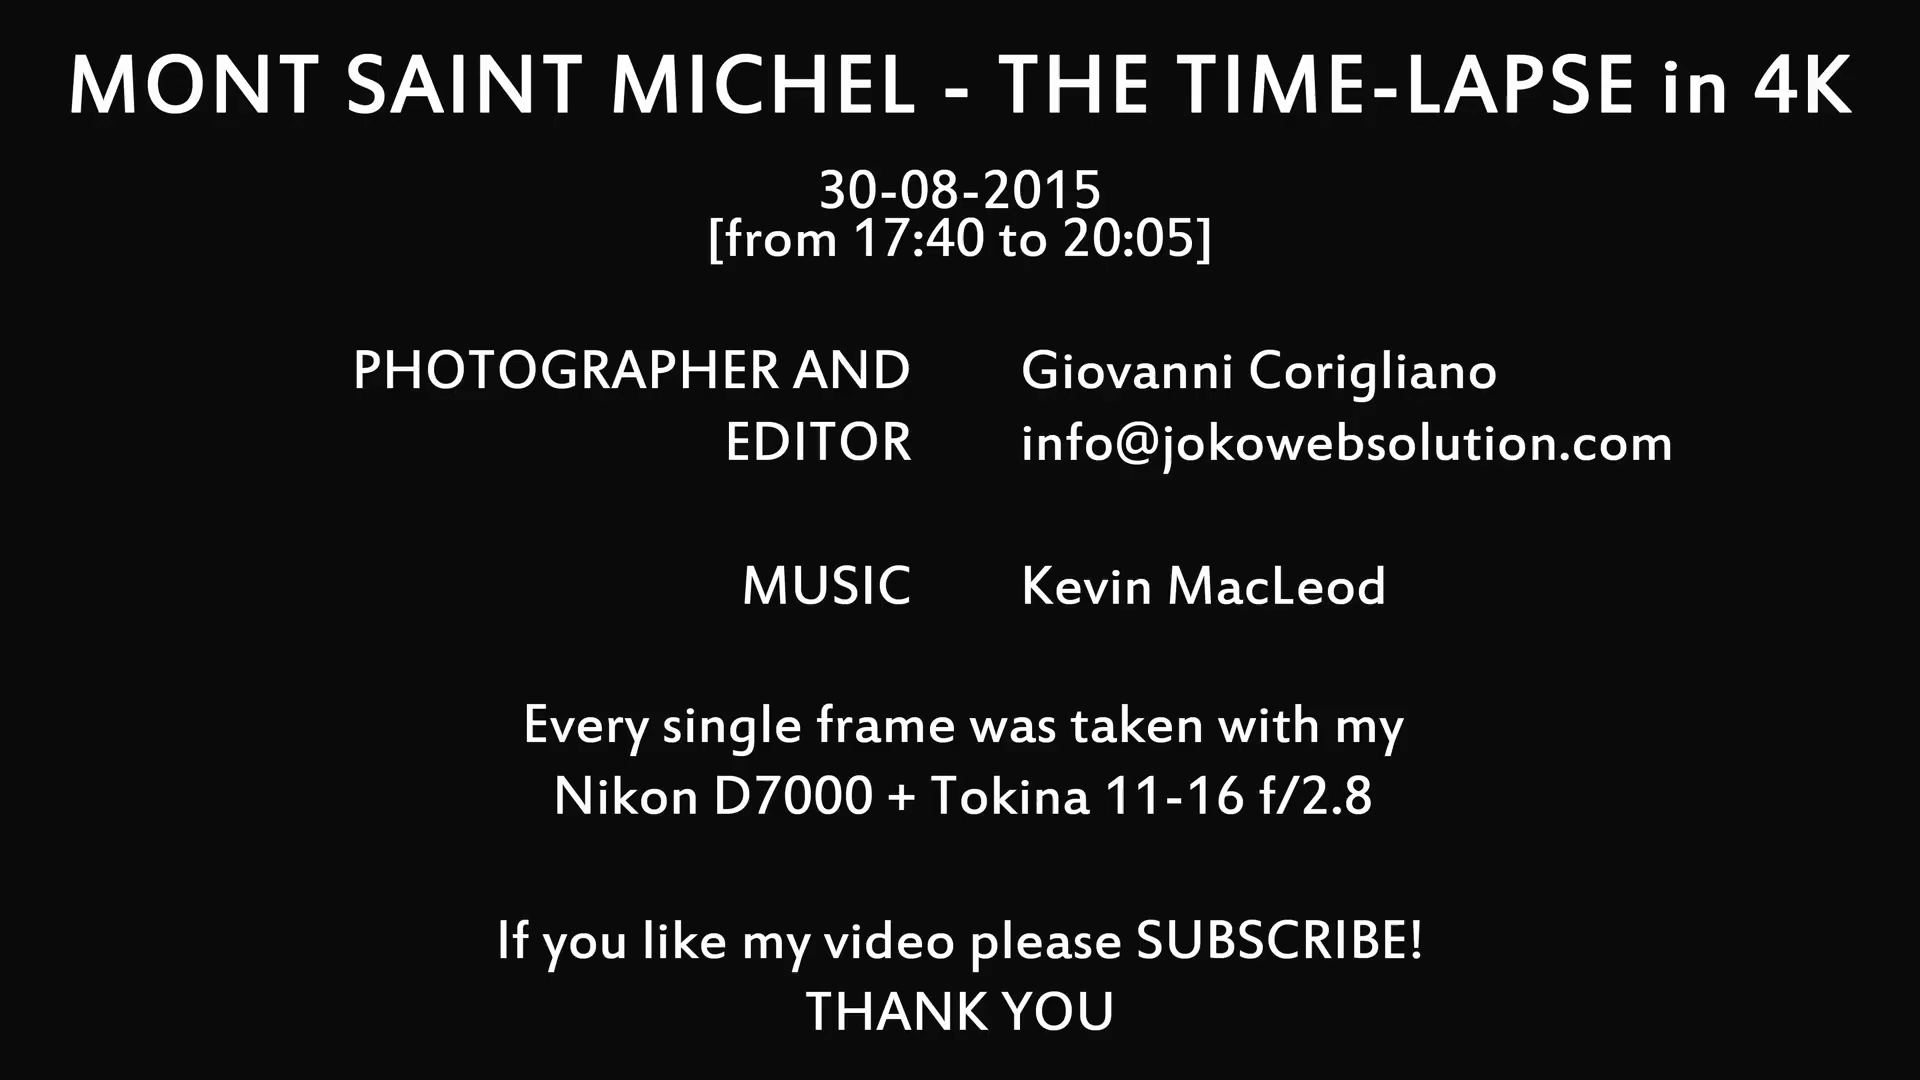 MONT SAINT MICHEL - THE TIME-LAPSE in 4K
30-08-2015
[from 17:40 to 20:05]
PHOTOGRAPHER AND Giovanni Corigliano
EDITOR info@jokowebsolution.com
MUSIC Kevin MacLeod
Every single frame was taken with my
Nikon D7000 + Tokina 11-16 f/2.8
If you like my video please SUBSCRIBE!
THANK YOU